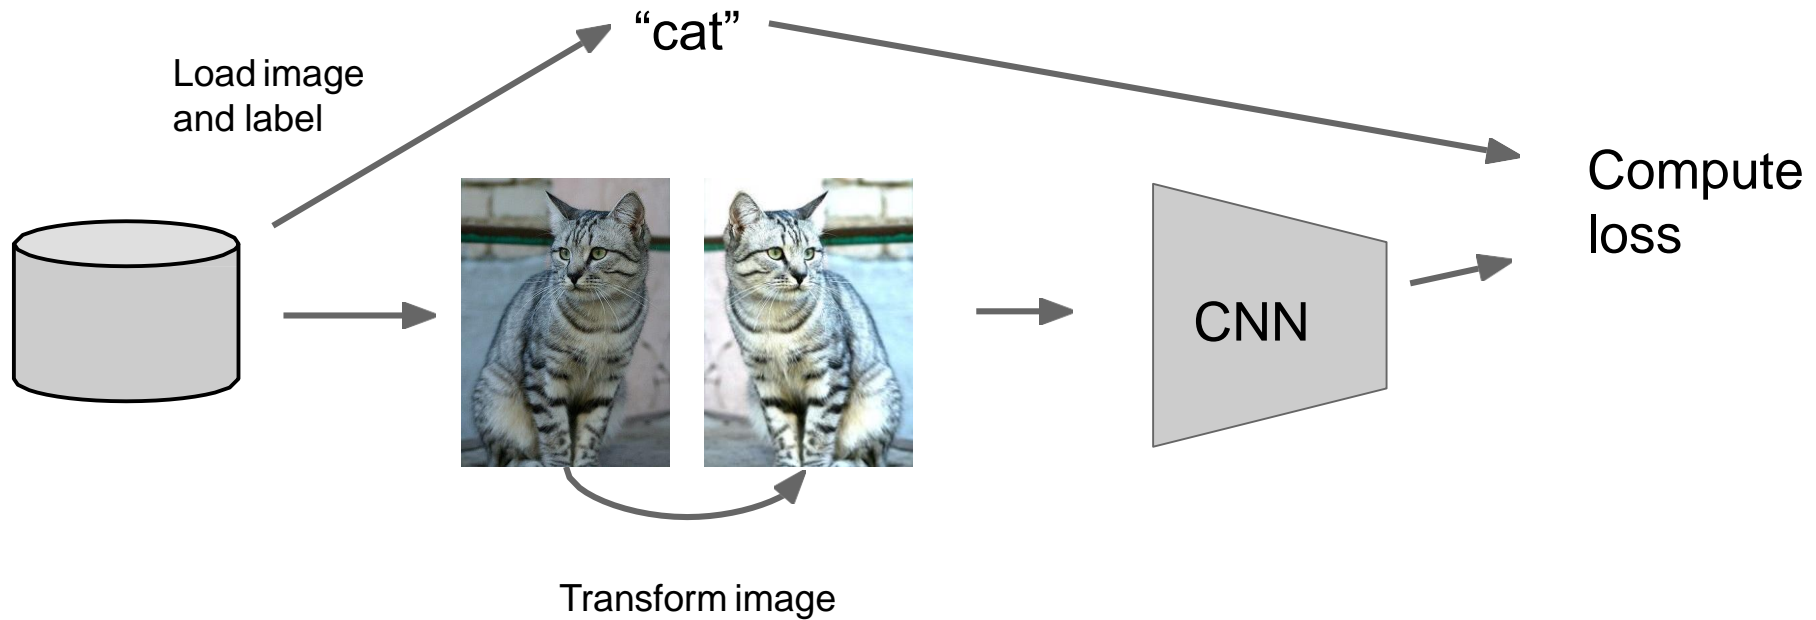 “cat”
Load image
and label
Compute
loss
CNN
Transform image